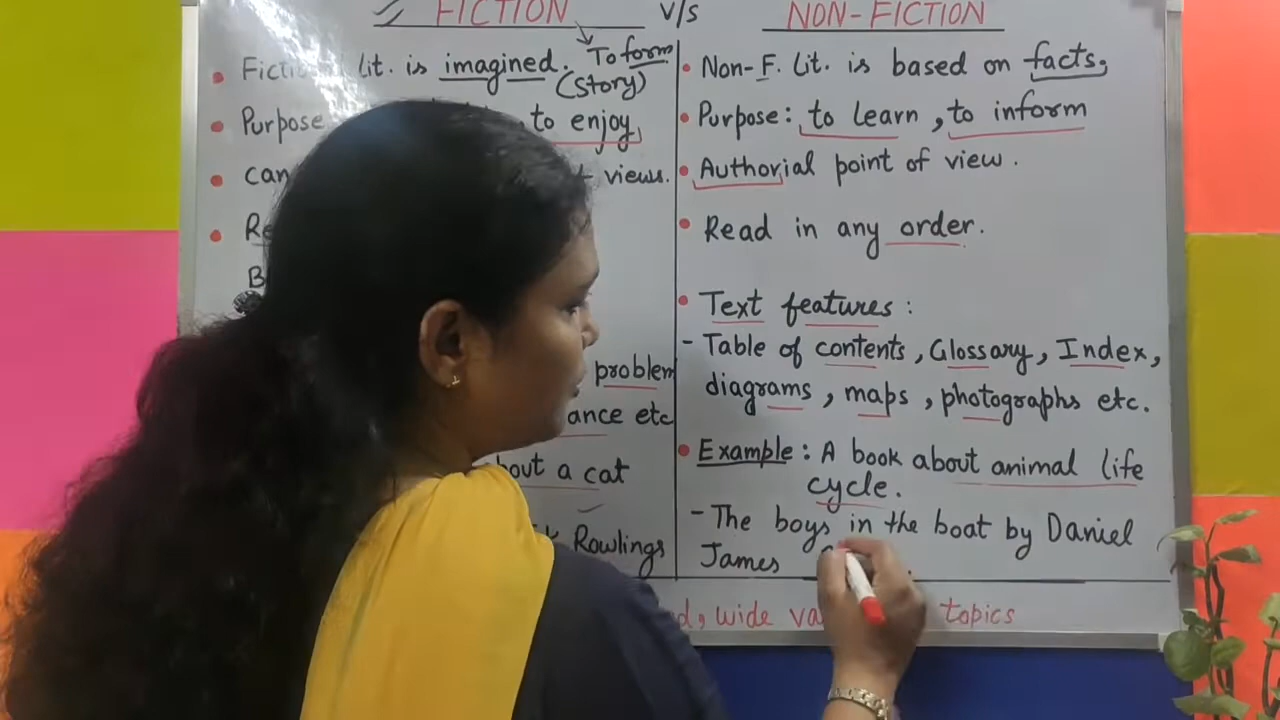 FICTION v/s NON-FICTION
lit. is imagined. To form
(Story)
Purpose to enjoy
can views.
problem
ance etc
bout a cat
Rowlings
Non-F. lit. is based on facts.
Purpose: to learn, to inform
Authorial point of view.
Read in any order.
Text features:
- Table of contents, Glossary, Index,
diagrams, maps, photographs etc.
Example: A book about animal life
cycle.
- The boys in the boat by Daniel
James
wide topics